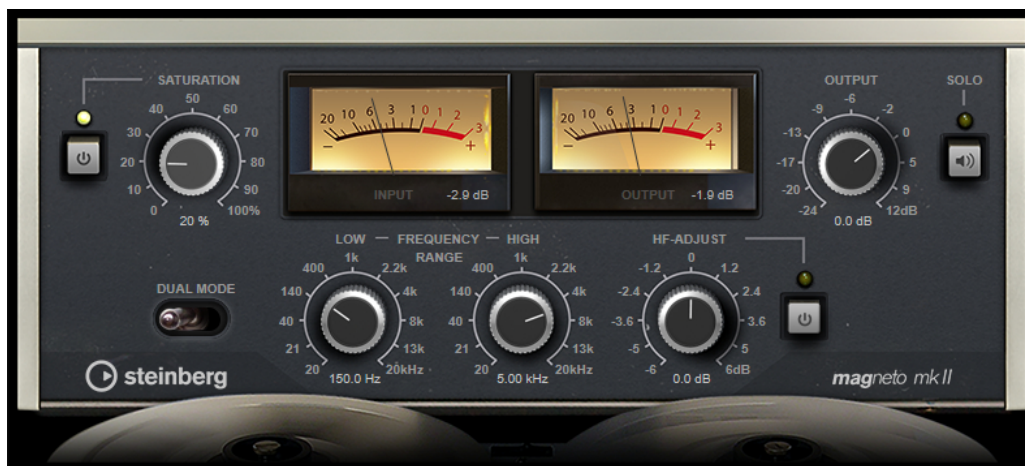 SATURATION
0 10 20 30 40 50 60 70 80 90 100%
20 %
20 10 6 3 1 0 1 2 3
− +
INPUT -2.9 dB
20 10 6 3 1 0 1 2 3
− +
OUTPUT -1.9 dB
OUTPUT
-24 -20 -17 -13 -9 -6 -2 0 5 9 12dB
0.0 dB
SOLO
DUAL MODE
LOW FREQUENCY HIGH
RANGE
20 21 40 140 400 1k 2.2k 4k 8k 13k 20kHz
150.0 Hz
20 21 40 140 400 1k 2.2k 4k 8k 13k 20kHz
5.00 kHz
HF-ADJUST
-6 -5 -3.6 -2.4 -1.2 0 1.2 2.4 3.6 5 6dB
0.0 dB
steinberg
magneto mkII